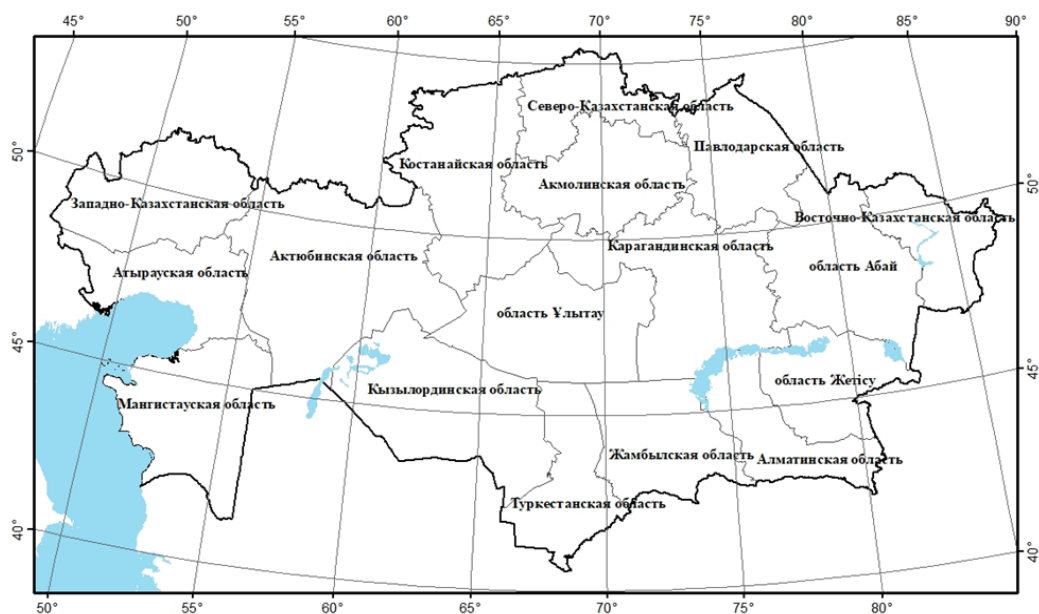 45° 50° 55° 60° 65° 70° 75° 80° 85° 90°
Северо-Казахстанская область
Павлодарская область
50°
Костанайская область
Акмолинская область
50°
Западно-Казахстанская область
Восточно-Казахстанская область
Карагандинская область
Актюбинская область
область Абай
Атырауская область
область Ұлытау
45°
45°
область Жетісу
Кызылординская область
Мангистауская область
Жамбылская область
Алматинская область
Туркестанская область
40°
40°
50° 55° 60° 65° 70° 75° 80°